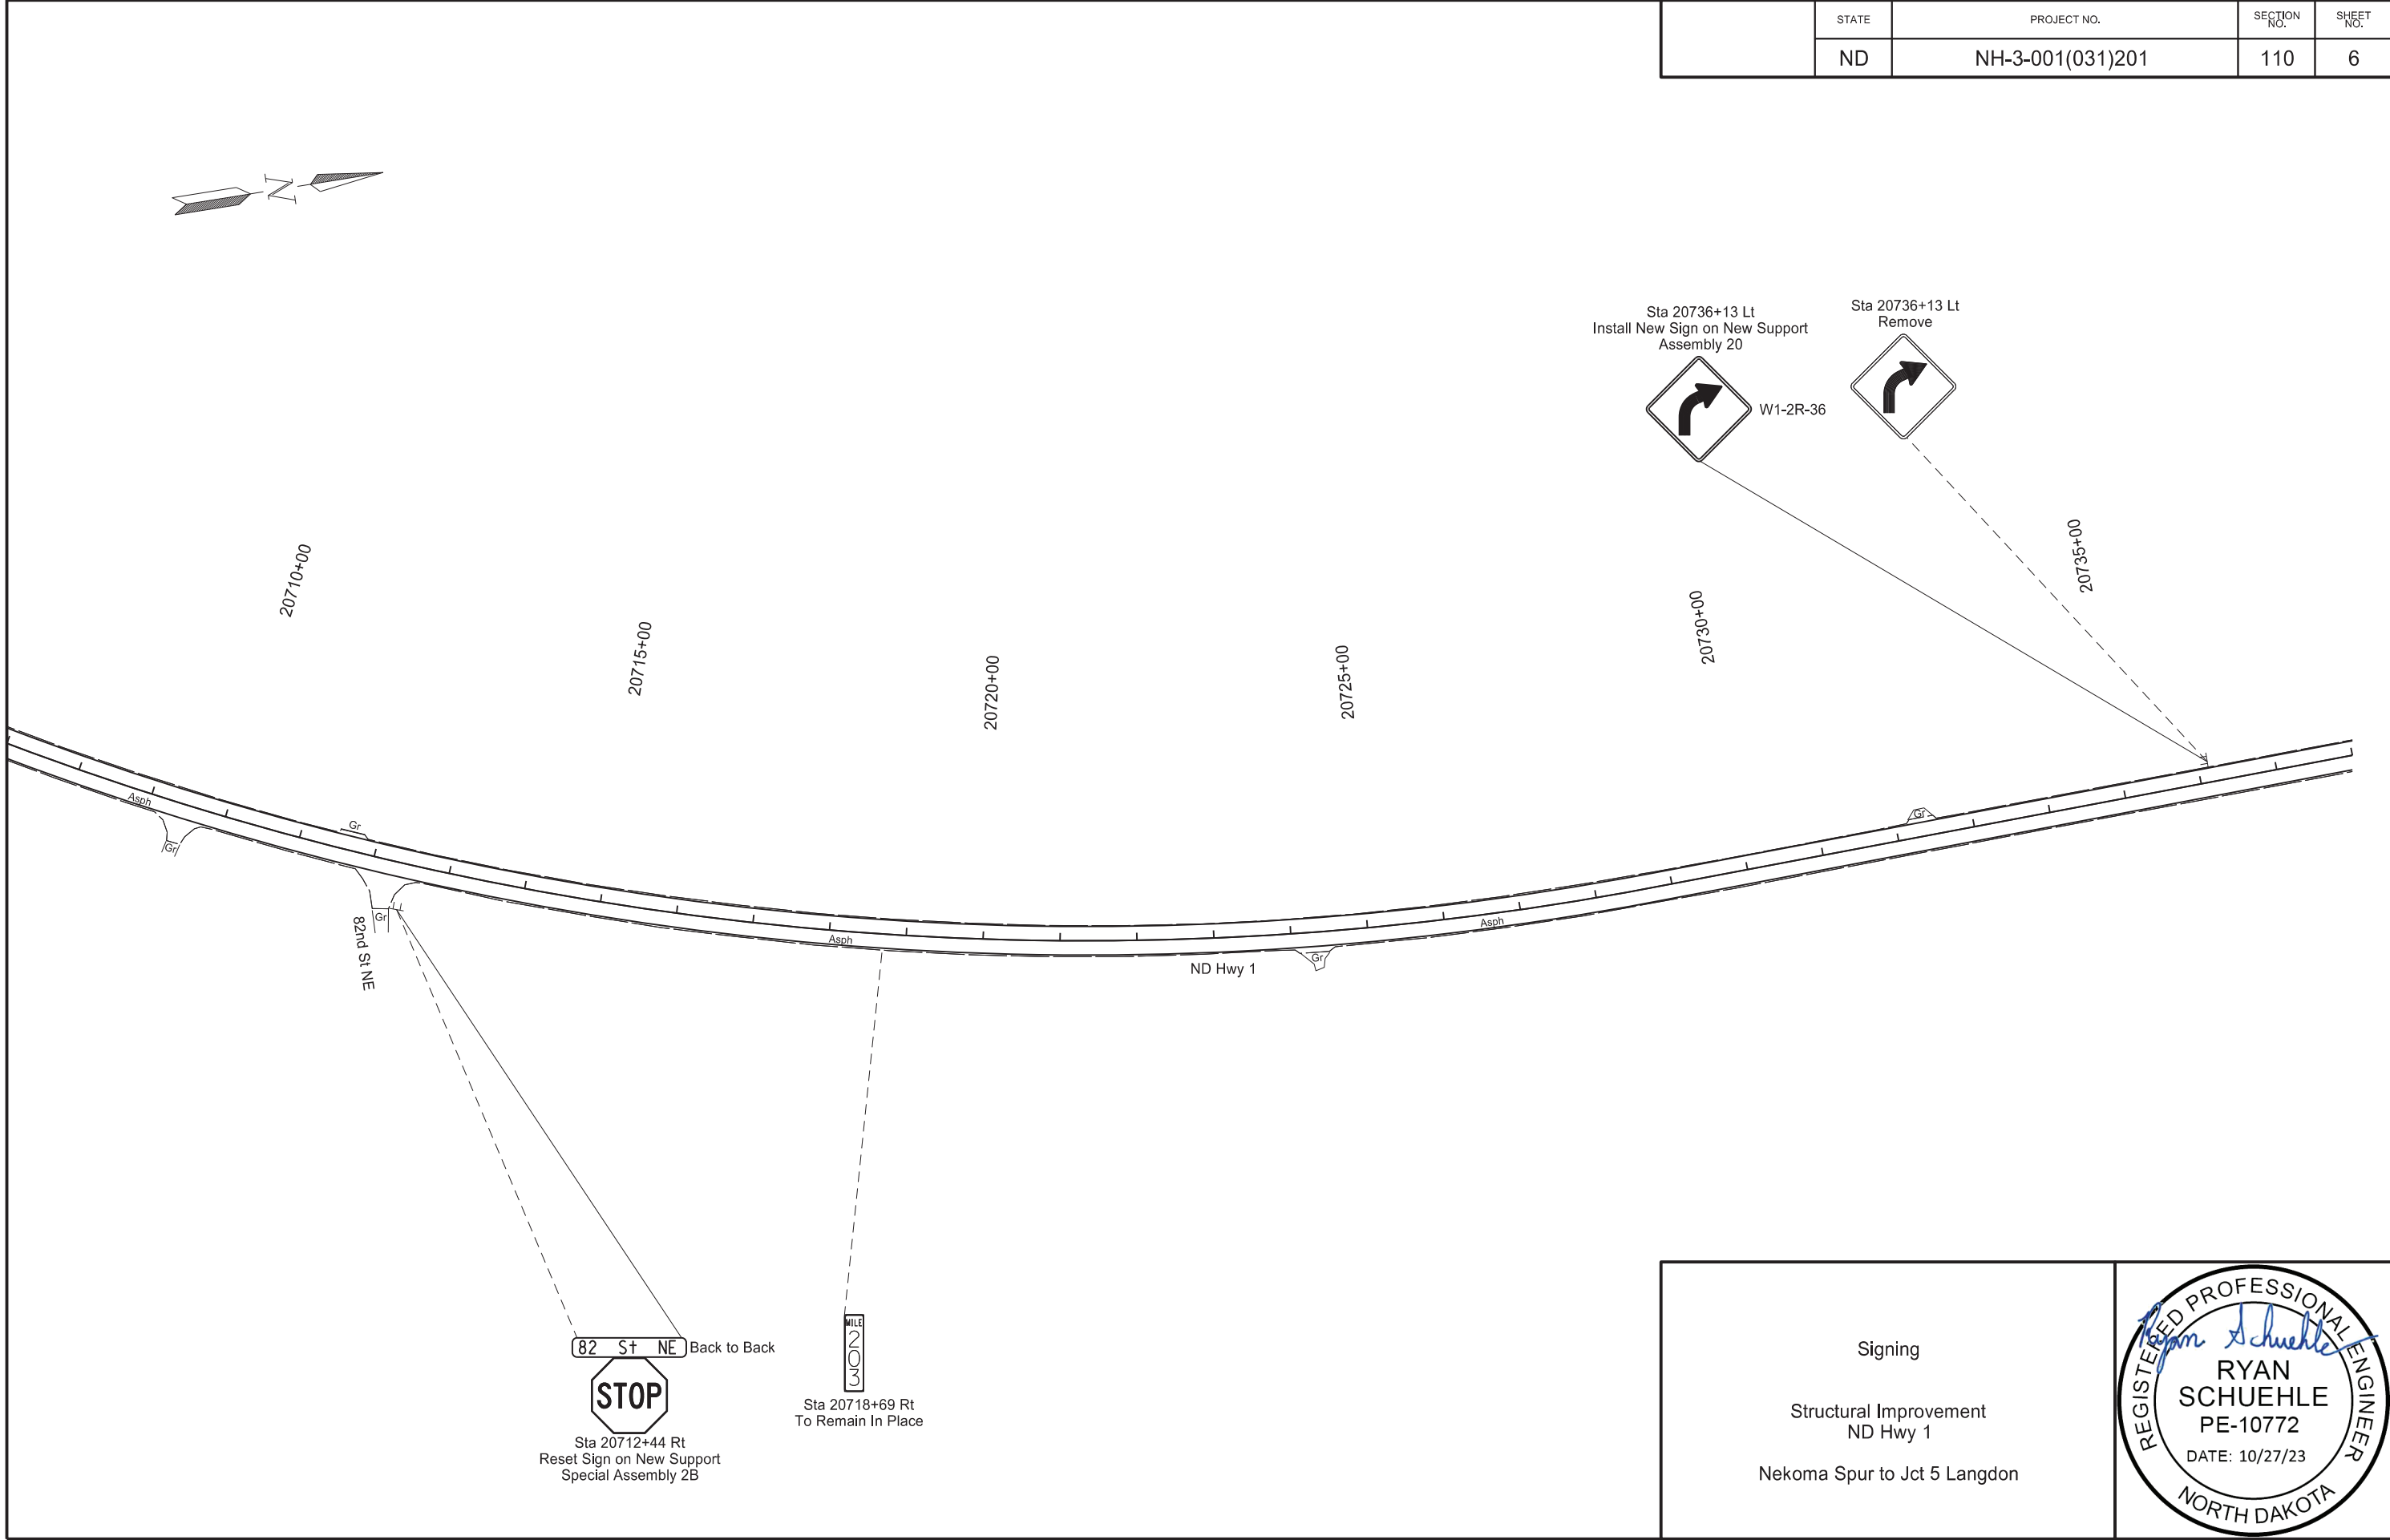 STATE
PROJECT NO.
SECTION NO.
SHEET NO.
ND
NH-3-001(031)201
110
6
N
Sta 20736+13 Lt
Install New Sign on New Support
Assembly 20
W1-2R-36
Sta 20736+13 Lt
Remove
20710+00
20715+00
20720+00
20725+00
20730+00
20735+00
Asph
Gr
Gr
Gr
82nd St NE
Asph
ND Hwy 1
Gr
Asph
Gr
82 St NE
Back to Back
STOP
Sta 20712+44 Rt
Reset Sign on New Support
Special Assembly 2B
MILE
2
0
3
Sta 20718+69 Rt
To Remain In Place
Signing
Structural Improvement
ND Hwy 1
Nekoma Spur to Jct 5 Langdon
REGISTERED PROFESSIONAL ENGINEER
Ryan Schuehle
RYAN
SCHUEHLE
PE-10772
DATE: 10/27/23
NORTH DAKOTA